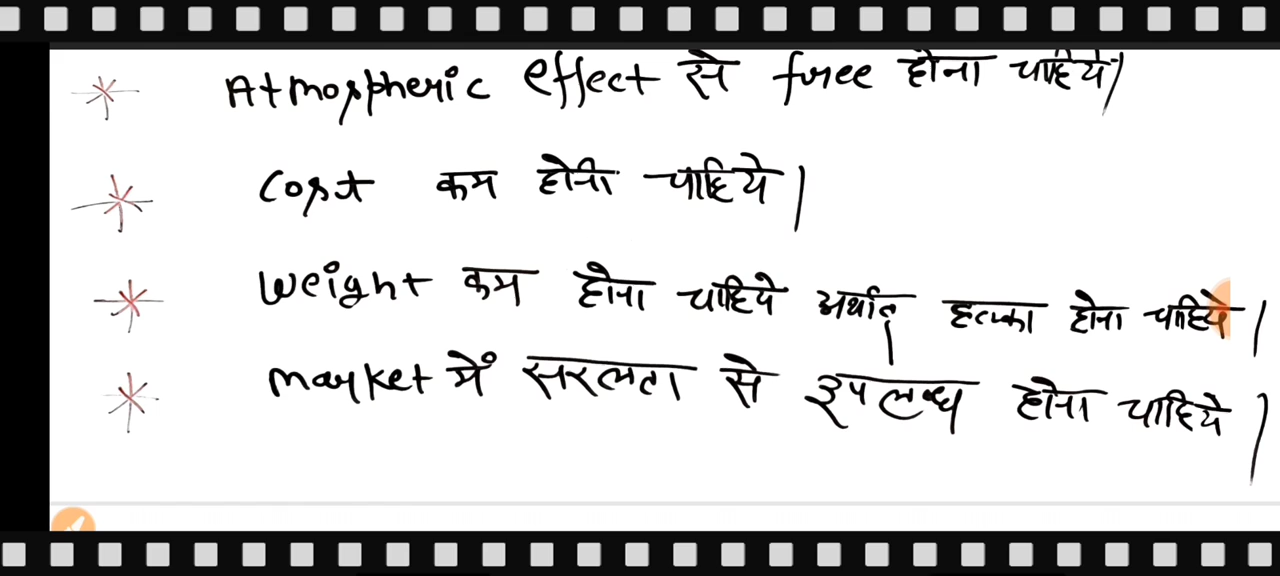 Atmospheric effect से free होना चाहिये।
Cost कम होनी चाहिये।
Weight कम होना चाहिये अर्थात् हल्का होना चाहिये।
market में सरलता से उपलब्ध होना चाहिये।